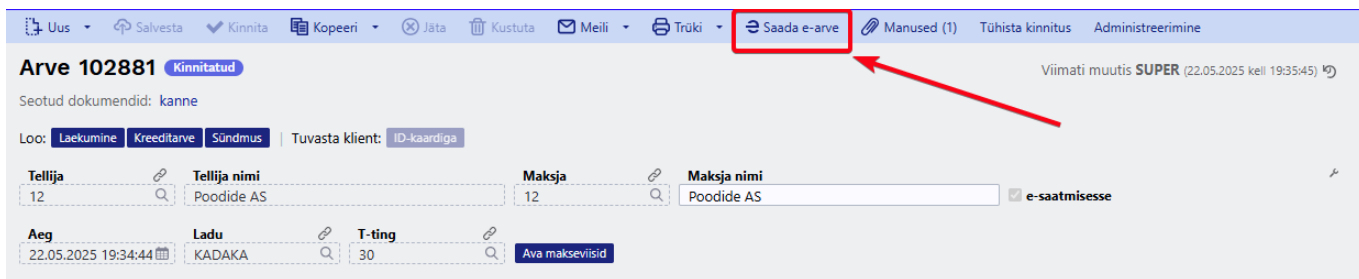 Uus Salvesta Kinnita Kopeeri Jäta Kustuta Meili Trüki Saada e-arve Manused (1) Tühista kinnitus Administreerimine
Arve 102881 Kinnitatud Viimati muutis SUPER (22.05.2025 kell 19:35:45)
Seotud dokumendid: kanne
Loo: Laekumine Kreeditarve Sündmus | Tuvasta klient: ID-kaardiga
Tellija Tellija nimi Maksja Maksja nimi
12 Poodide AS 12 Poodide AS e-saatmisesse
Aeg Ladu T-ting
22.05.2025 19:34:44 KADAKA 30 Ava makseviisid